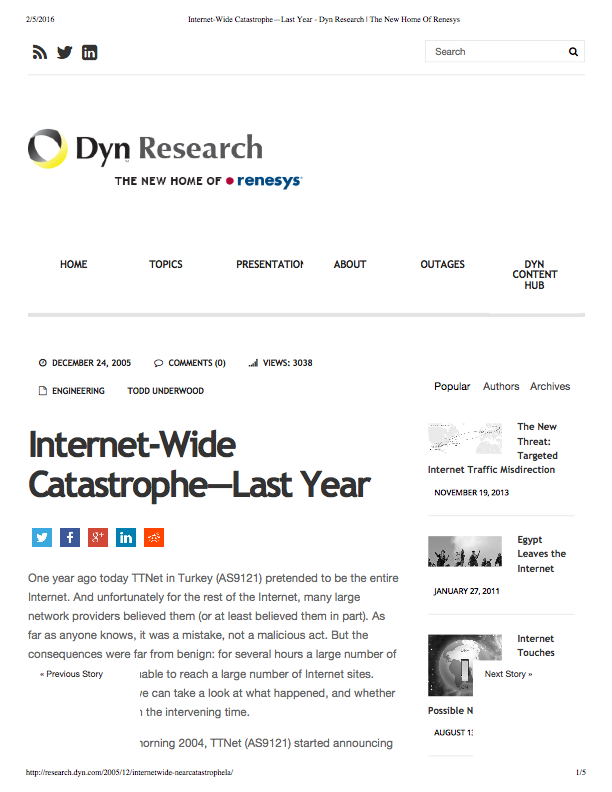 2/5/2016
Internet-Wide Catastrophe—Last Year - Dyn Research | The New Home Of Renesys
Search
Dyn Research
THE NEW HOME OF renesys
HOME
TOPICS
PRESENTATION
ABOUT
OUTAGES
DYN
CONTENT
HUB
DECEMBER 24, 2005
COMMENTS (0)
VIEWS: 3038
ENGINEERING
TODD UNDERWOOD
Internet-Wide
Catastrophe—Last Year
One year ago today TTNet in Turkey (AS9121) pretended to be the entire
Internet. And unfortunately for the rest of the Internet, many large
network providers believed them (or at least believed them in part). As
far as anyone knows, it was a mistake, not a malicious act. But the
consequences were far from benign: for several hours a large number of
« Previous Story
to reach a large number of Internet sites.
can take a look at what happened, and whether
the intervening time.
2004, TTNet (AS9121) started announcing
Popular
Authors
Archives
The New
Threat:
Targeted
Internet Traffic Misdirection
NOVEMBER 19, 2013
Egypt
Leaves the
Internet
JANUARY 27, 2011
Internet
Touches
Next Story »
Possible
AUGUST
http://research.dyn.com/2005/12/internetwide-nearcatastrophela/
1/5